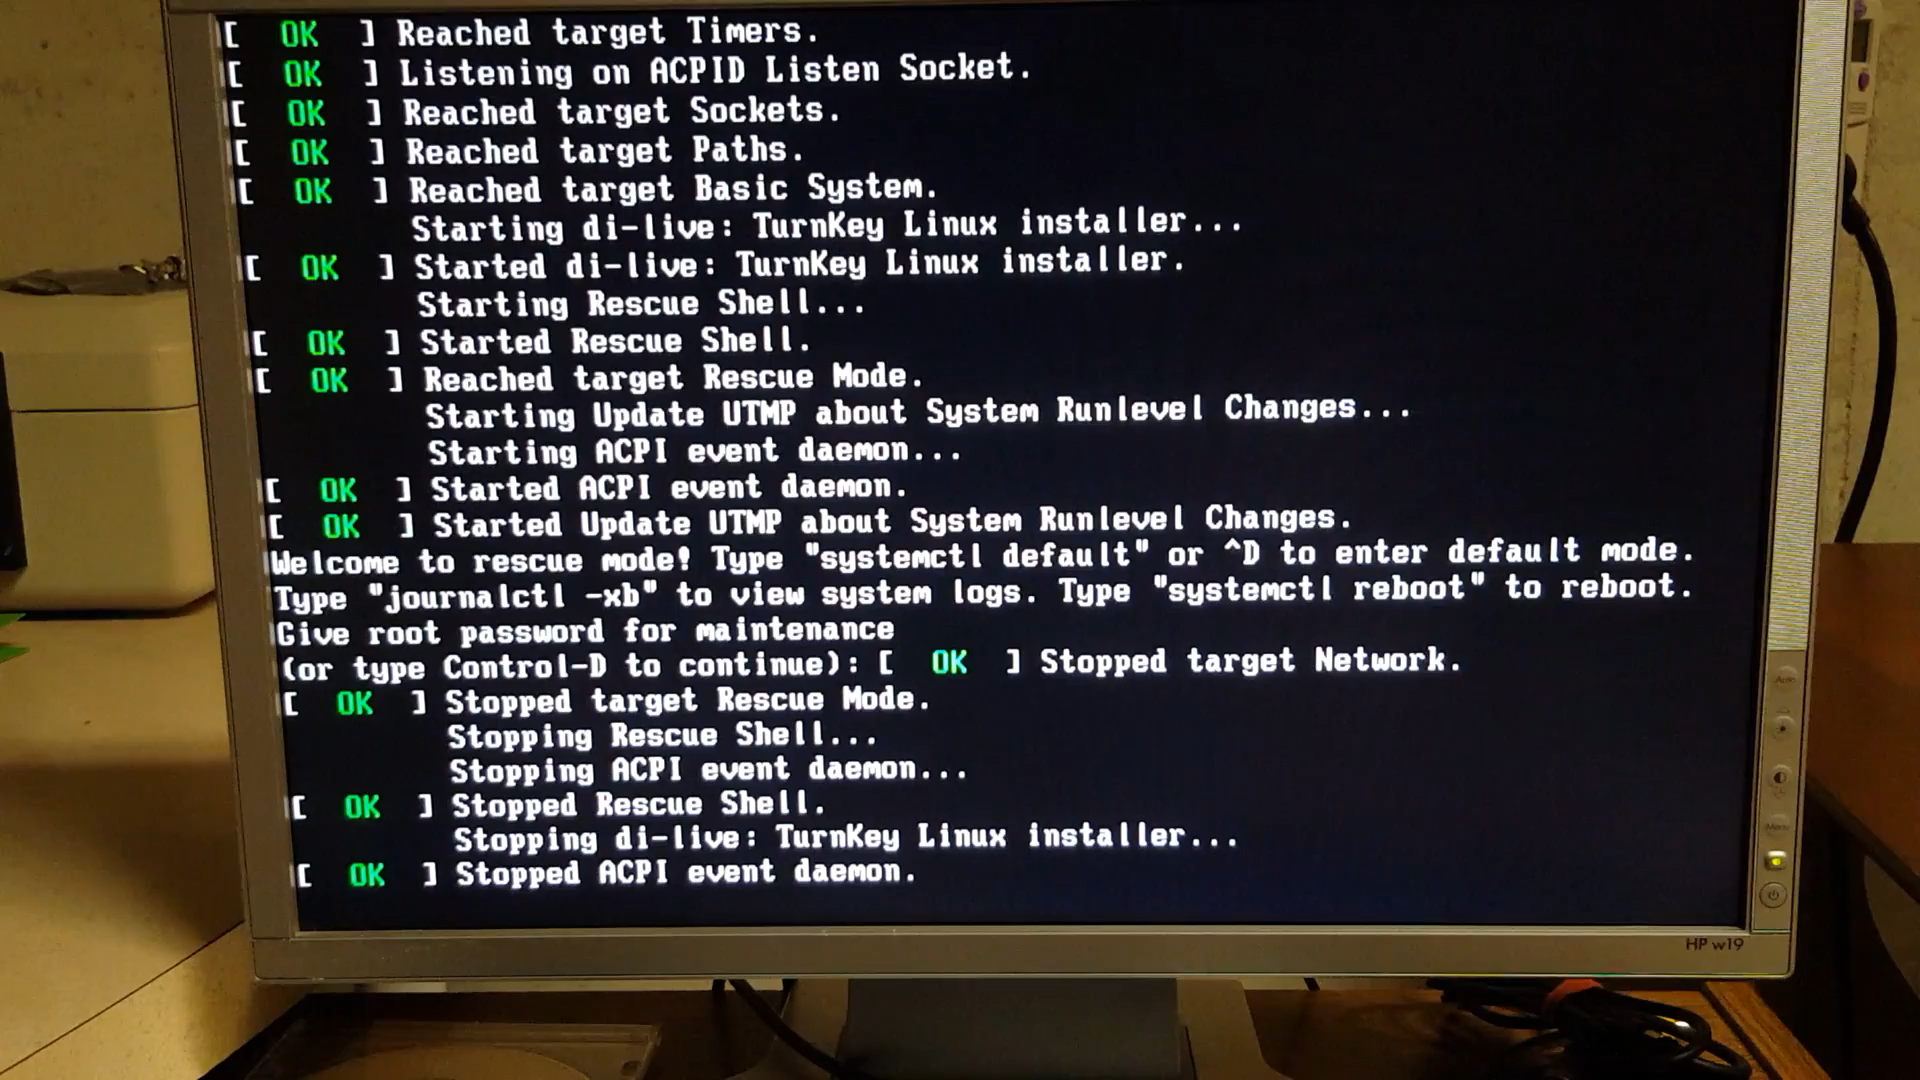 [ OK ] Reached target Timers.
[ OK ] Listening on ACPID Listen Socket.
[ OK ] Reached target Sockets.
[ OK ] Reached target Paths.
[ OK ] Reached target Basic System.
Starting di-live: TurnKey Linux installer...
[ OK ] Started di-live: TurnKey Linux installer.
Starting Rescue Shell...
[ OK ] Started Rescue Shell.
[ OK ] Reached target Rescue Mode.
Starting Update UTMP about System Runlevel Changes...
Starting ACPI event daemon...
[ OK ] Started ACPI event daemon.
[ OK ] Started Update UTMP about System Runlevel Changes.
Welcome to rescue mode! Type "systemctl default" or ^D to enter default mode.
Type "journalctl -xb" to view system logs. Type "systemctl reboot" to reboot.
Give root password for maintenance
(or type Control-D to continue): [ OK ] Stopped target Network.
[ OK ] Stopped target Rescue Mode.
Stopping Rescue Shell...
Stopping ACPI event daemon...
[ OK ] Stopped Rescue Shell.
Stopping di-live: TurnKey Linux installer...
[ OK ] Stopped ACPI event daemon.
Auto
Menu
HP w19